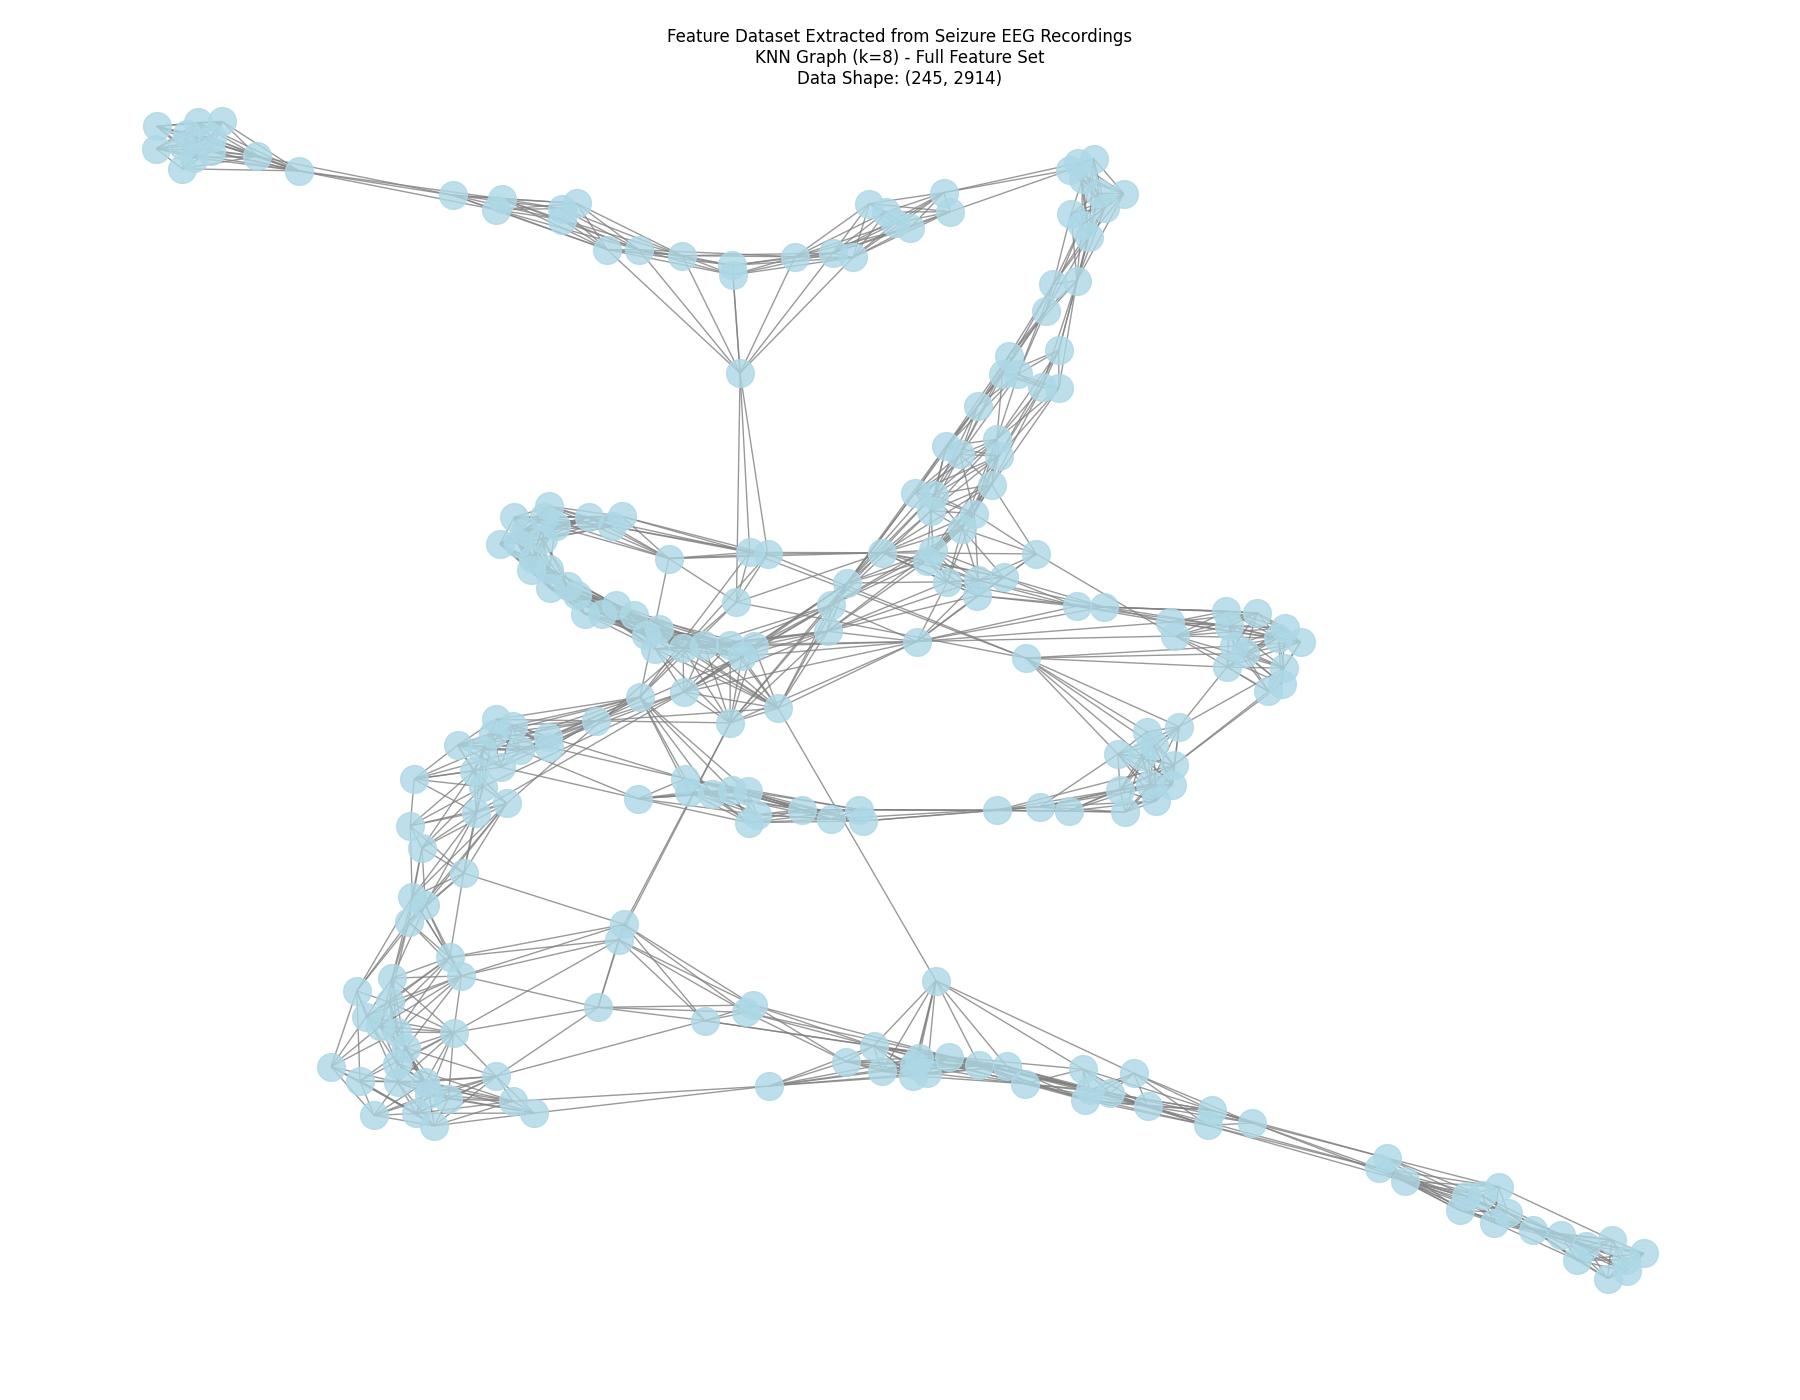 Feature Dataset Extracted from Seizure EEG Recordings
KNN Graph (k=8) - Full Feature Set
Data Shape: (245, 2914)